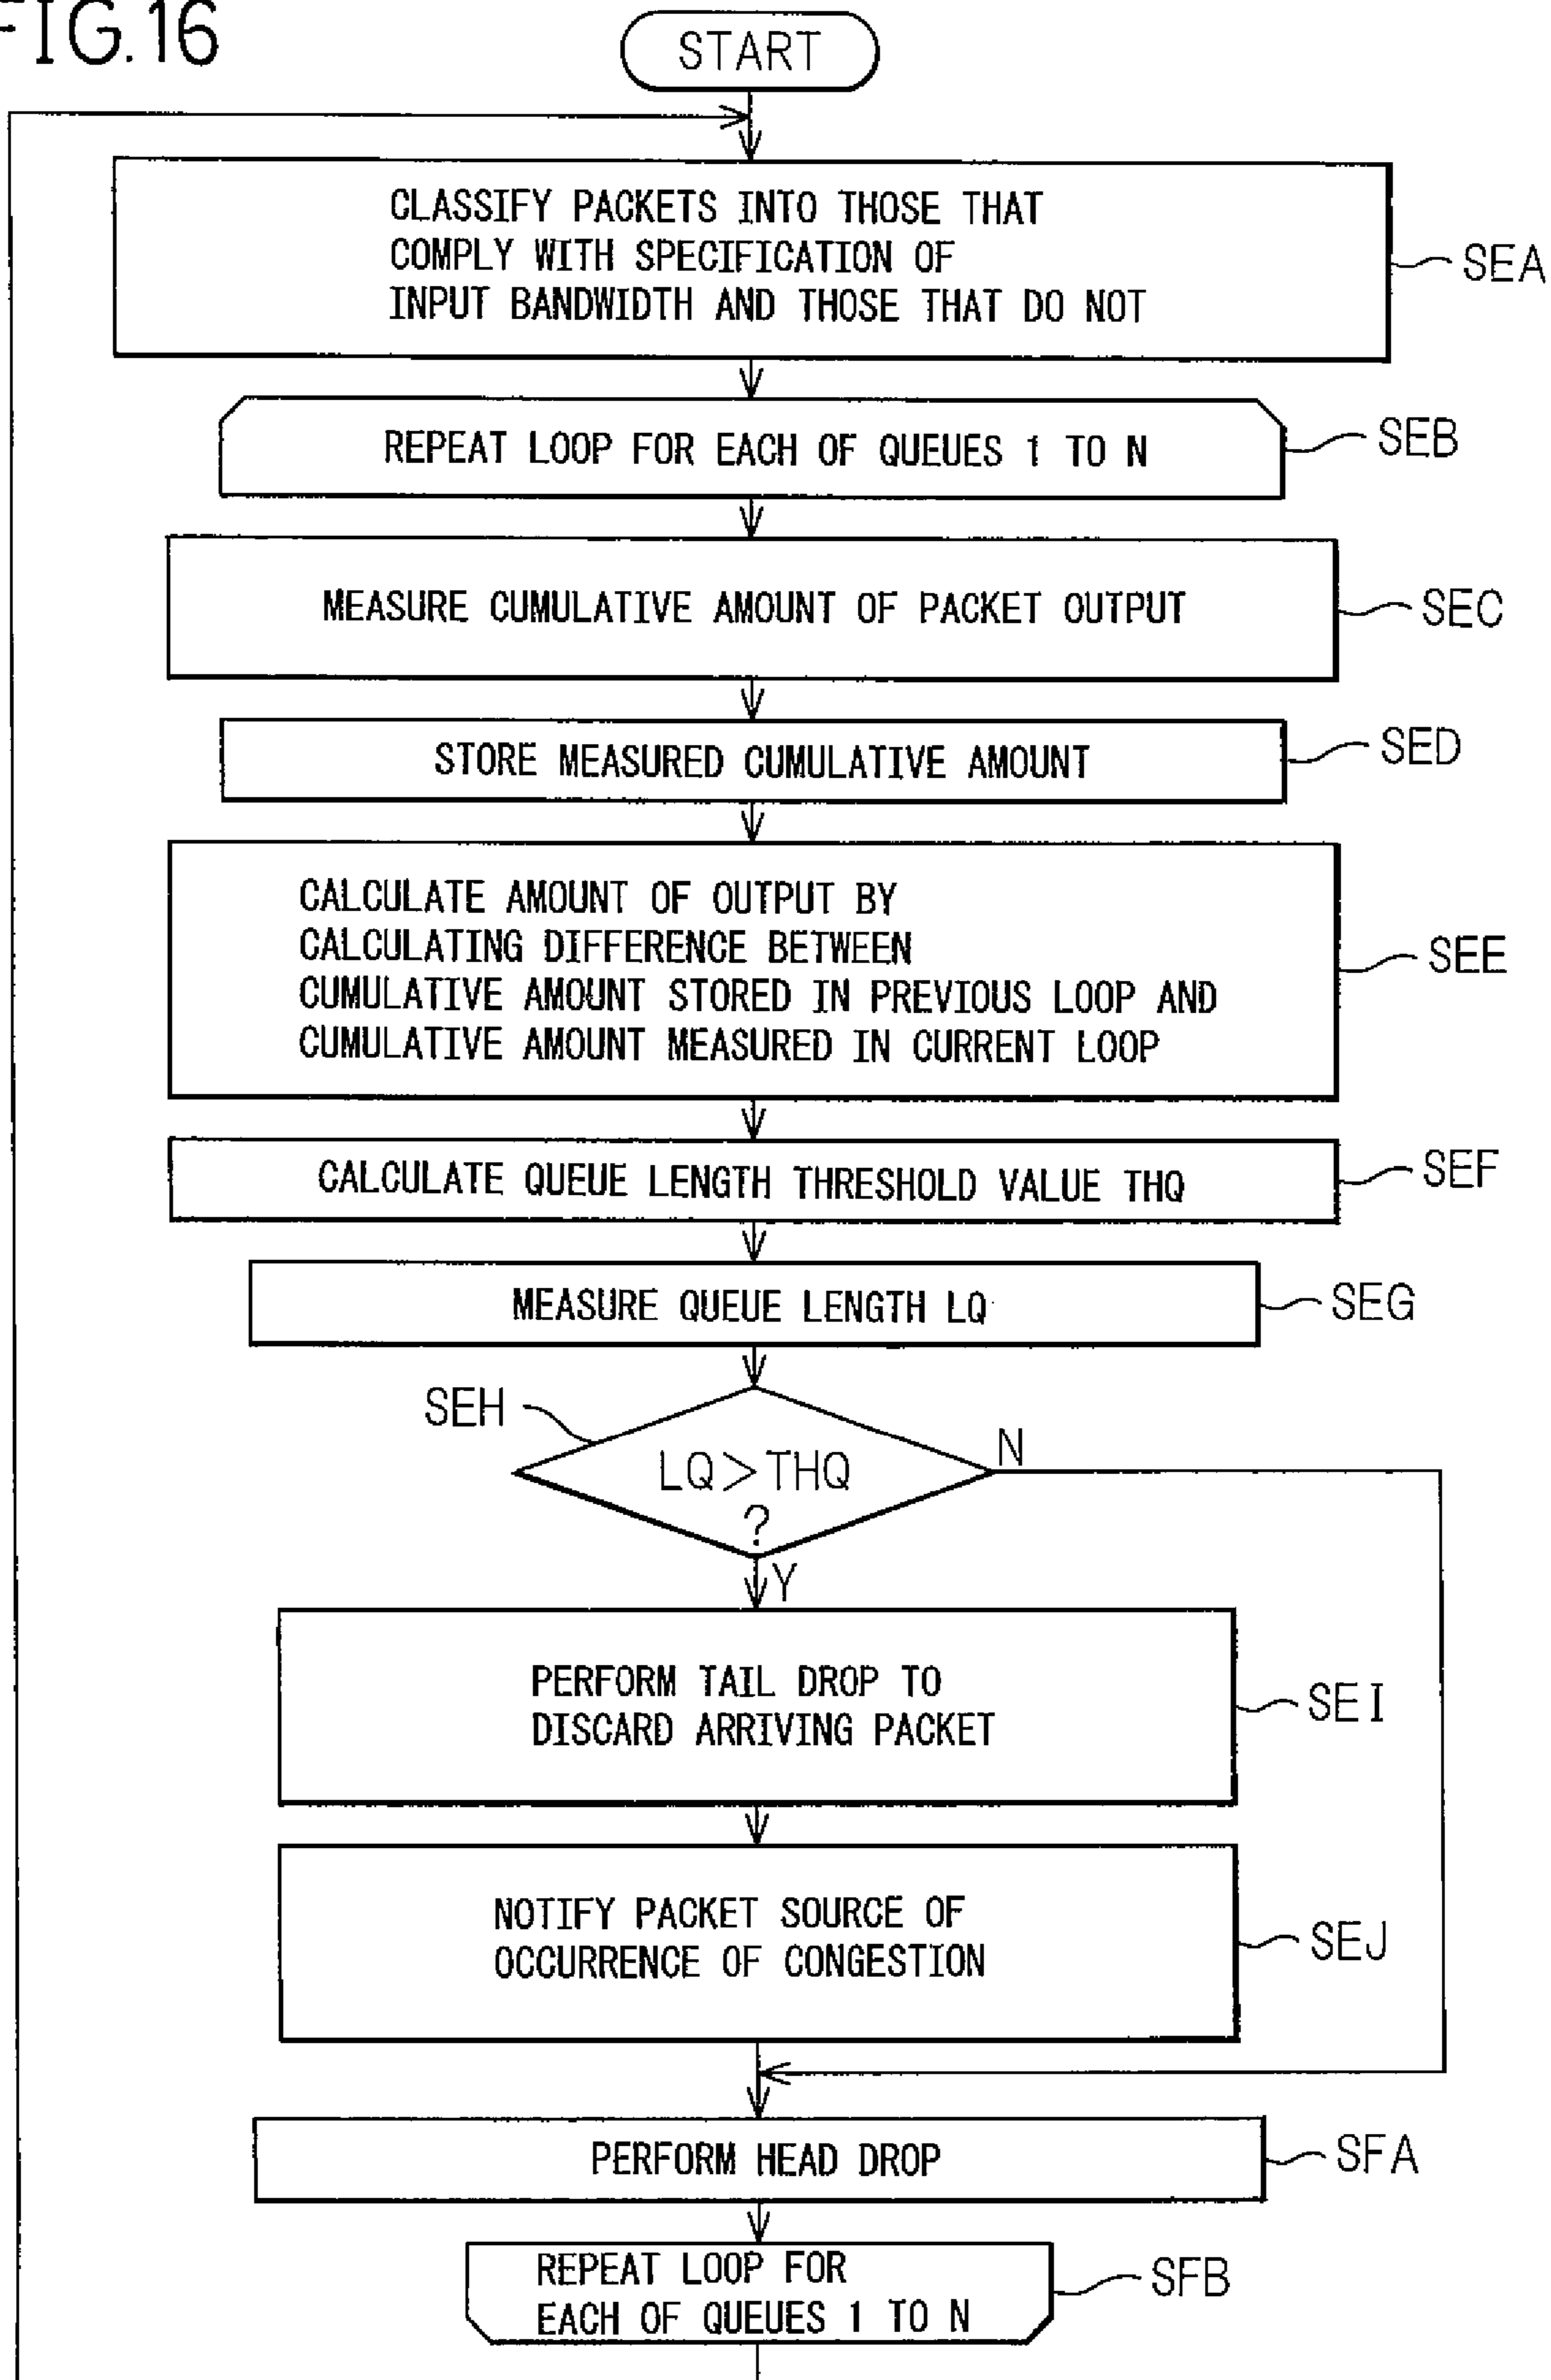 FIG.16
START
CLASSIFY PACKETS INTO THOSE THAT
COMPLY WITH SPECIFICATION OF
INPUT BANDWIDTH AND THOSE THAT DO NOT
SEA
REPEAT LOOP FOR EACH OF QUEUES 1 TO N
SEB
MEASURE CUMULATIVE AMOUNT OF PACKET OUTPUT
SEC
STORE MEASURED CUMULATIVE AMOUNT
SED
CALCULATE AMOUNT OF OUTPUT BY
CALCULATING DIFFERENCE BETWEEN
CUMULATIVE AMOUNT STORED IN PREVIOUS LOOP AND
CUMULATIVE AMOUNT MEASURED IN CURRENT LOOP
SEE
CALCULATE QUEUE LENGTH THRESHOLD VALUE THQ
SEF
MEASURE QUEUE LENGTH LQ
SEG
SEH
LQ>THQ
?
N
Y
PERFORM TAIL DROP TO
DISCARD ARRIVING PACKET
SEI
NOTIFY PACKET SOURCE OF
OCCURRENCE OF CONGESTION
SEJ
PERFORM HEAD DROP
SFA
REPEAT LOOP FOR
EACH OF QUEUES 1 TO N
SFB